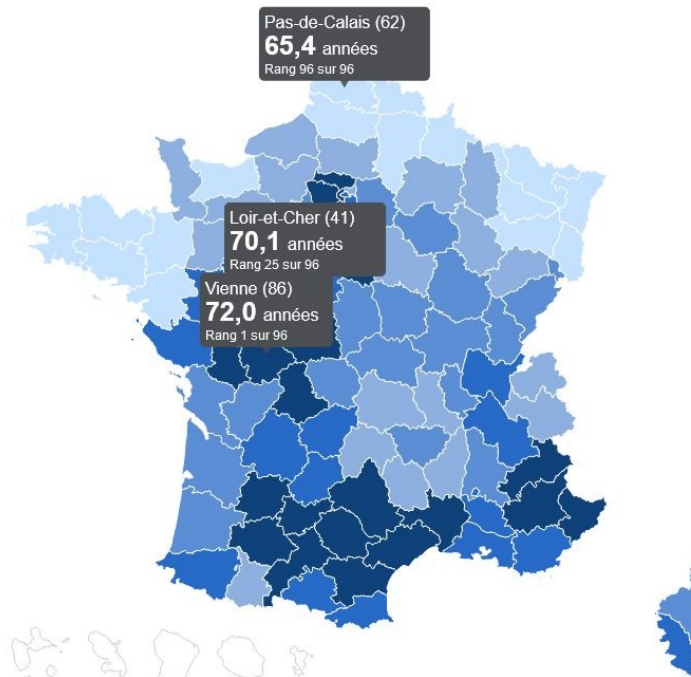 Pas-de-Calais (62)
65,4 années
Rang 96 sur 96
Loir-et-Cher (41)
70,1 années
Rang 25 sur 96
Vienne (86)
72,0 années
Rang 1 sur 96